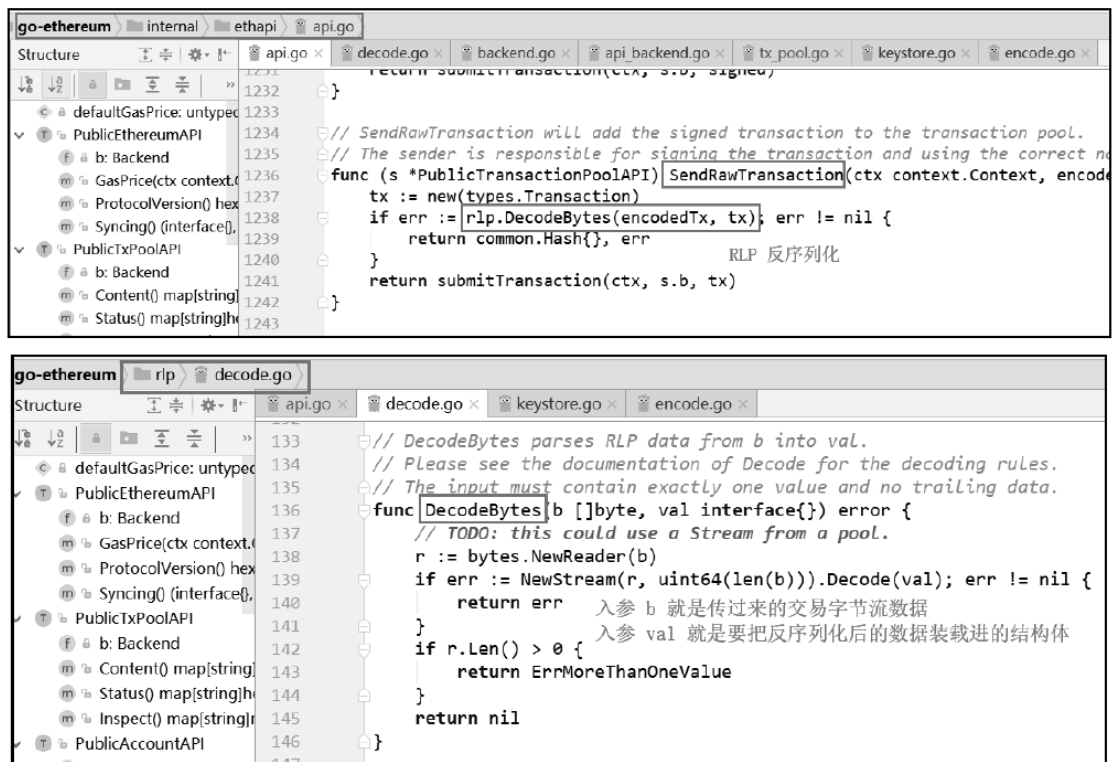 go-ethereum internal ethapi api.go
Structure
api.go × decode.go × backend.go × api_backend.go × tx_pool.go × keystore.go × encode.go ×
1231 return submitTransaction(ctx, s.b, signed)
1232 }
defaultGasPrice: untyped 1233
PublicEthereumAPI 1234 // SendRawTransaction will add the signed transaction to the transaction pool.
b: Backend 1235 // The sender is responsible for signing the transaction and using the correct
GasPrice(ctx context. 1236 func (s *PublicTransactionPoolAPI) SendRawTransaction(ctx context.Context, encode
ProtocolVersion() hex 1237 tx := new(types.Transaction)
Syncing() (interface{}, 1238 if err := rlp.DecodeBytes(encodedTx, tx); err != nil {
1239 return common.Hash{}, err
PublicTxPoolAPI 1240 }
RLP 反序列化
b: Backend 1241 return submitTransaction(ctx, s.b, tx)
Content() map[string] 1242 }
Status() map[string]h 1243
go-ethereum rlp decode.go
Structure
api.go × decode.go × keystore.go × encode.go ×
133 // DecodeBytes parses RLP data from b into val.
defaultGasPrice: untyped 134 // Please see the documentation of Decode for the decoding rules.
PublicEthereumAPI 135 // The input must contain exactly one value and no trailing data.
b: Backend 136 func DecodeBytes(b []byte, val interface{}) error {
137 // TODO: this could use a Stream from a pool.
GasPrice(ctx context. 138 r := bytes.NewReader(b)
ProtocolVersion() hex 139 if err := NewStream(r, uint64(len(b))).Decode(val); err != nil {
Syncing() (interface{}, 140 return err
入参 b 就是传过来的交易字节流数据
PublicTxPoolAPI 141 }
入参 val 就是要把反序列化后的数据装载进的结构体
b: Backend 142 if r.Len() > 0 {
Content() map[string] 143 return ErrMoreThanOneValue
Status() map[string]h 144 }
Inspect() map[string] 145 return nil
PublicAccountAPI 146 }